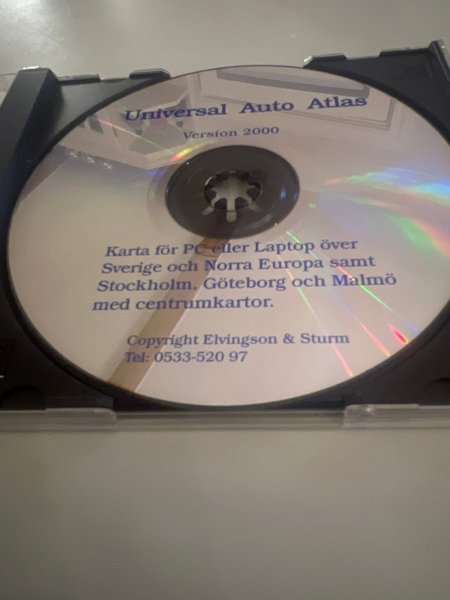 Universal Auto Atlas
Version 2000
Karta för PC eller Laptop över
Sverige och Norra Europa samt
Stockholm, Göteborg och Malmö
med centrumkartor.
Copyright Elvingson & Sturm
Tel: 0533-520 97